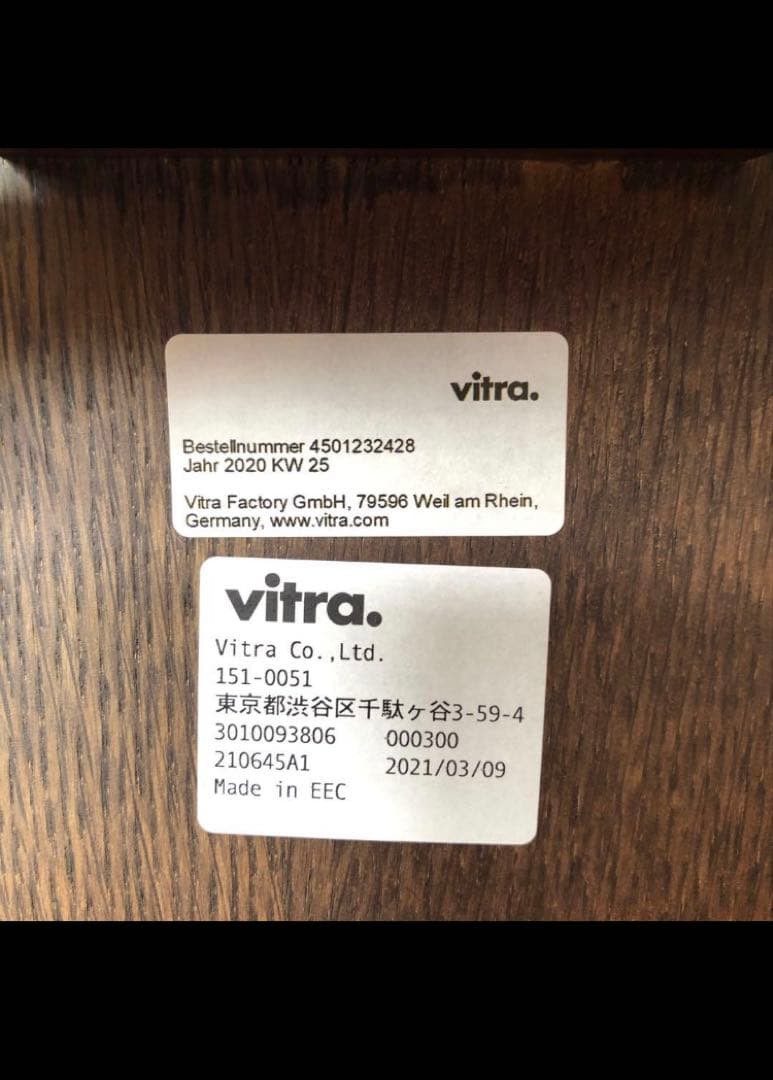 vitra.
Bestellnummer 4501232428
Jahr 2020 KW 25
Vitra Factory GmbH, 79596 Weil am Rhein,
Germany, www.vitra.com
vitra.
Vitra Co.,Ltd.
151-0051
東京都渋谷区千駄ヶ谷3-59-4
3010093806 000300
210645A1 2021/03/09
Made in EEC